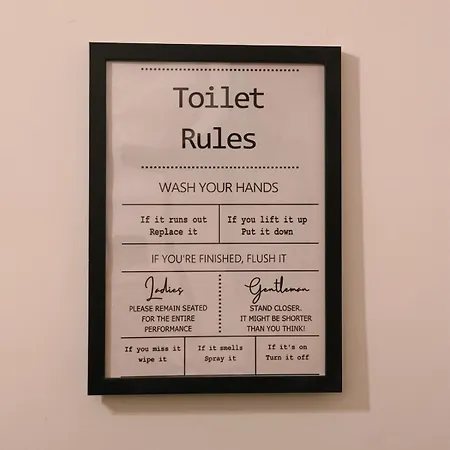 Toilet
Rules
WASH YOUR HANDS
If it runs out
Replace it
If you lift it up
Put it down
IF YOU'RE FINISHED, FLUSH IT
Ladies
PLEASE REMAIN SEATED
FOR THE ENTIRE
PERFORMANCE
Gentleman
STAND CLOSER.
IT MIGHT BE SHORTER
THAN YOU THINK!
If you miss it
wipe it
If it smells
Spray it
If it's on
Turn it off